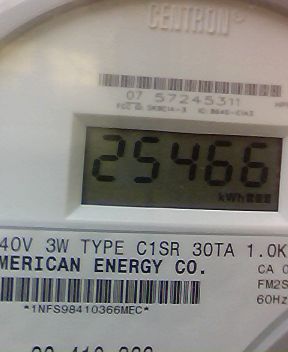 CENTRON®
07 57245311
25466
kWh
40V 3W TYPE C1SR 30TA 1.0K
MERICAN ENERGY CO.
CA 0
FM2S
60Hz
*1NFS98410366MEC*